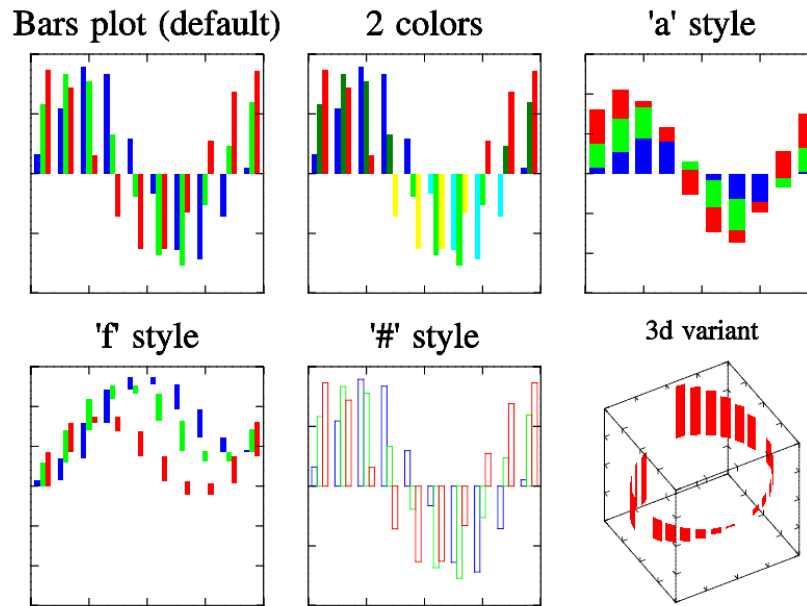 Bars plot (default)
2 colors
'a' style
'f' style
'#' style
3d variant